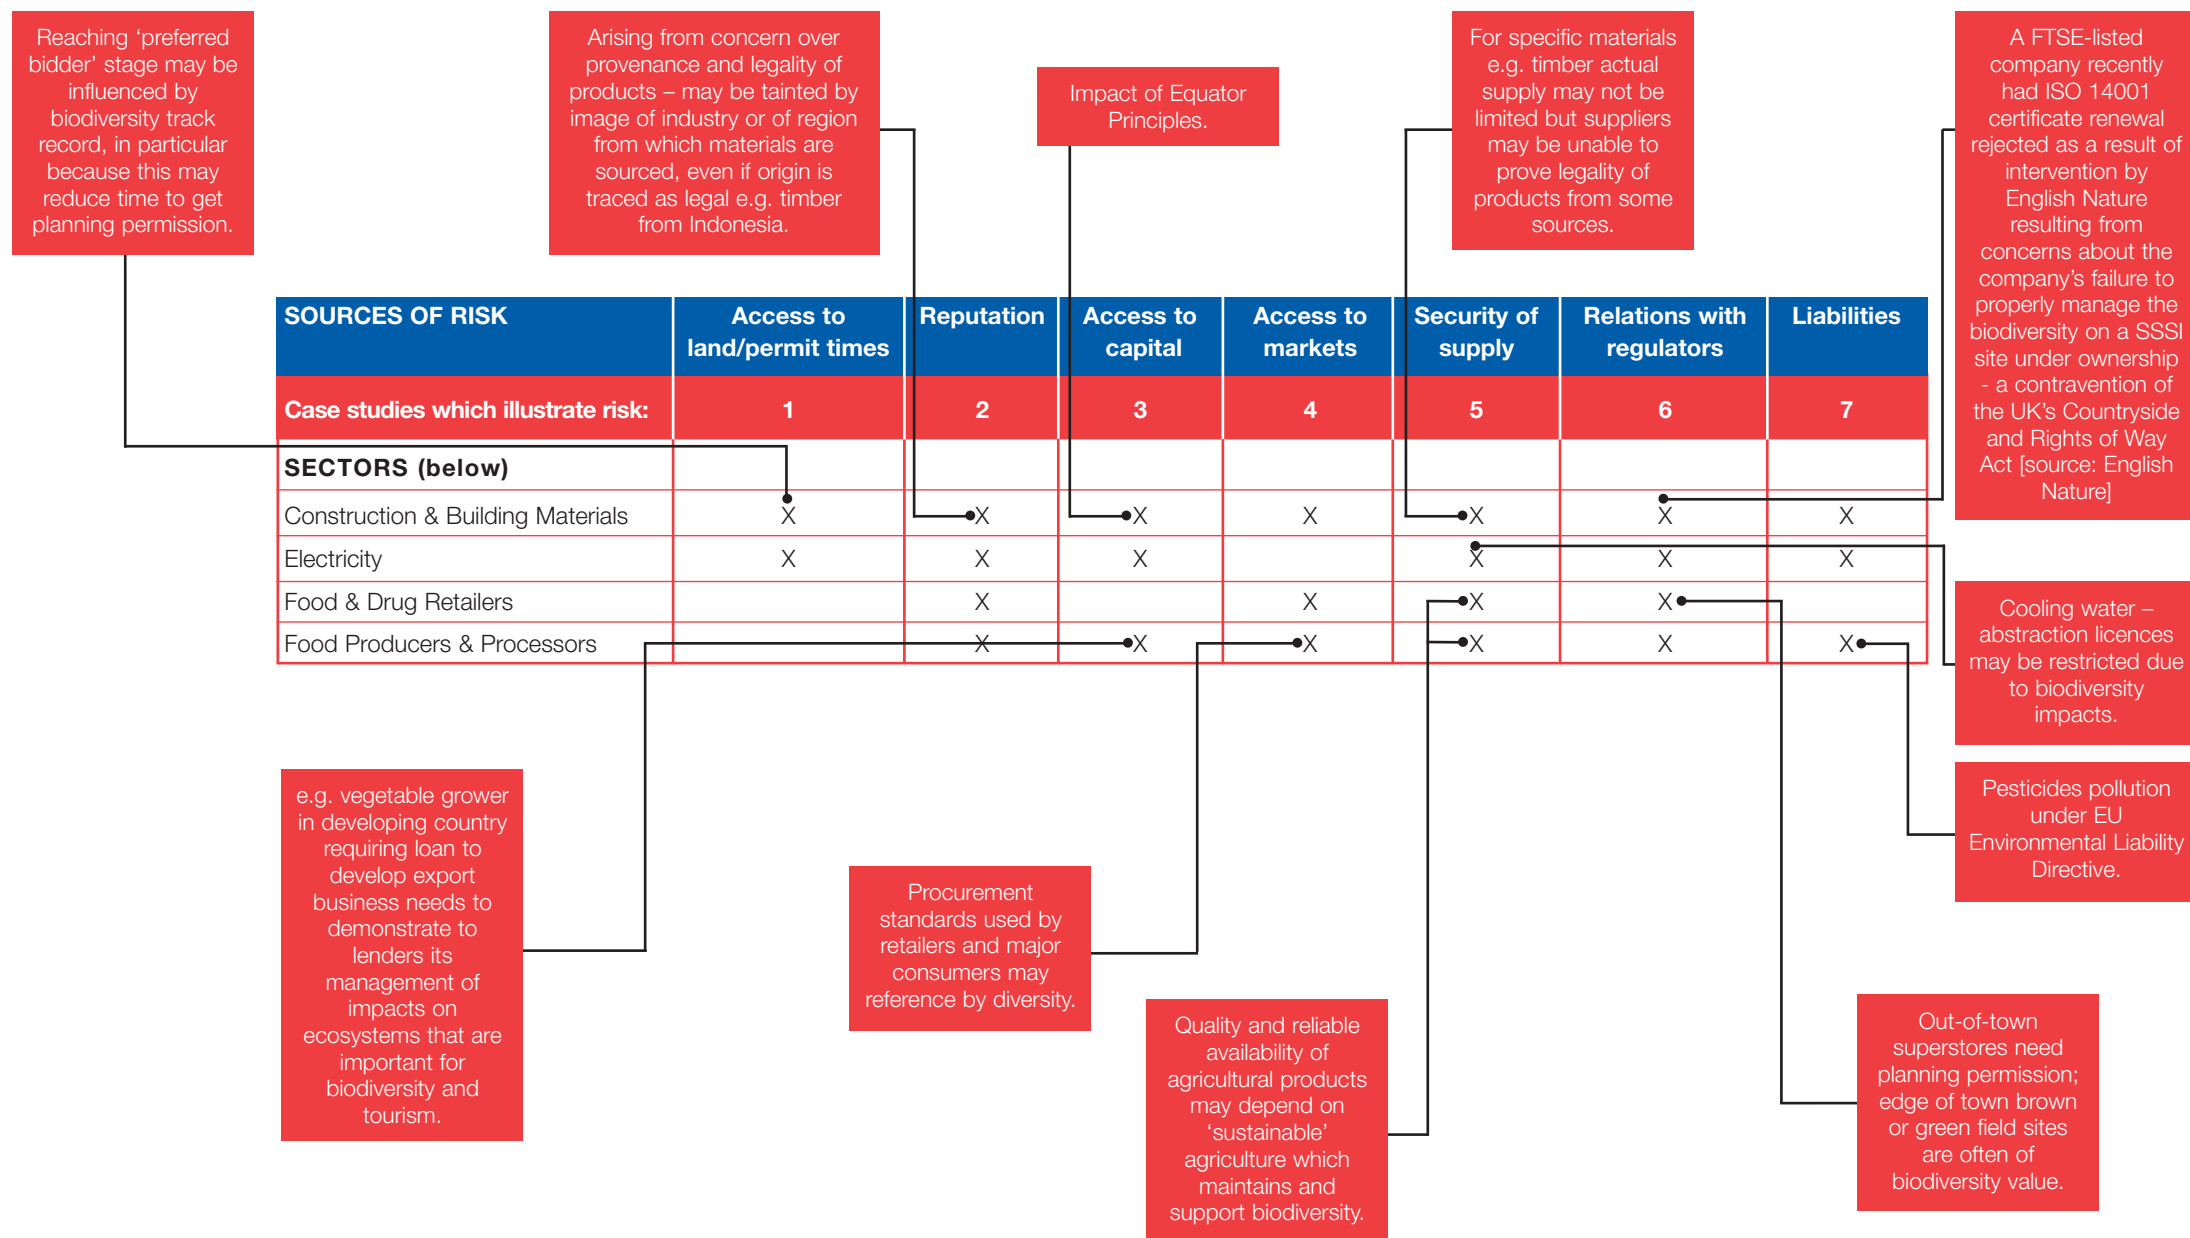 Reaching ‘preferred
bidder’ stage may be
influenced by
biodiversity track
record, in particular
because this may
reduce time to get
planning permission.
Arising from concern over
provenance and legality of
products – may be tainted by
image of industry or of region
from which materials are
sourced, even if origin is
traced as legal e.g. timber
from Indonesia.
Impact of Equator
Principles.
For specific materials
e.g. timber actual
supply may not be
limited but suppliers
may be unable to
prove legality of
products from some
sources.
A FTSE-listed
company recently
had ISO 14001
certificate renewal
rejected as a result of
intervention by
English Nature
resulting from
concerns about the
company’s failure to
properly manage the
biodiversity on a SSSI
site under ownership
- a contravention of
the UK’s Countryside
and Rights of Way
Act [source: English
Nature]
SOURCES OF RISK
Access to
land/permit times
Reputation
Access to
capital
Access to
markets
Security of
supply
Relations with
regulators
Liabilities
Case studies which illustrate risk: 1 2 3 4 5 6 7
SECTORS (below)
Construction & Building Materials X X X X X X X
Electricity X X X X X X
Food & Drug Retailers X X X X
Food Producers & Processors X X X X X X
Cooling water –
abstraction licences
may be restricted due
to biodiversity
impacts.
Pesticides pollution
under EU
Environmental Liability
Directive.
e.g. vegetable grower
in developing country
requiring loan to
develop export
business needs to
demonstrate to
lenders its
management of
impacts on
ecosystems that are
important for
biodiversity and
tourism.
Procurement
standards used by
retailers and major
consumers may
reference by diversity.
Quality and reliable
availability of
agricultural products
may depend on
‘sustainable’
agriculture which
maintains and
support biodiversity.
Out-of-town
superstores need
planning permission;
edge of town brown
or green field sites
are often of
biodiversity value.